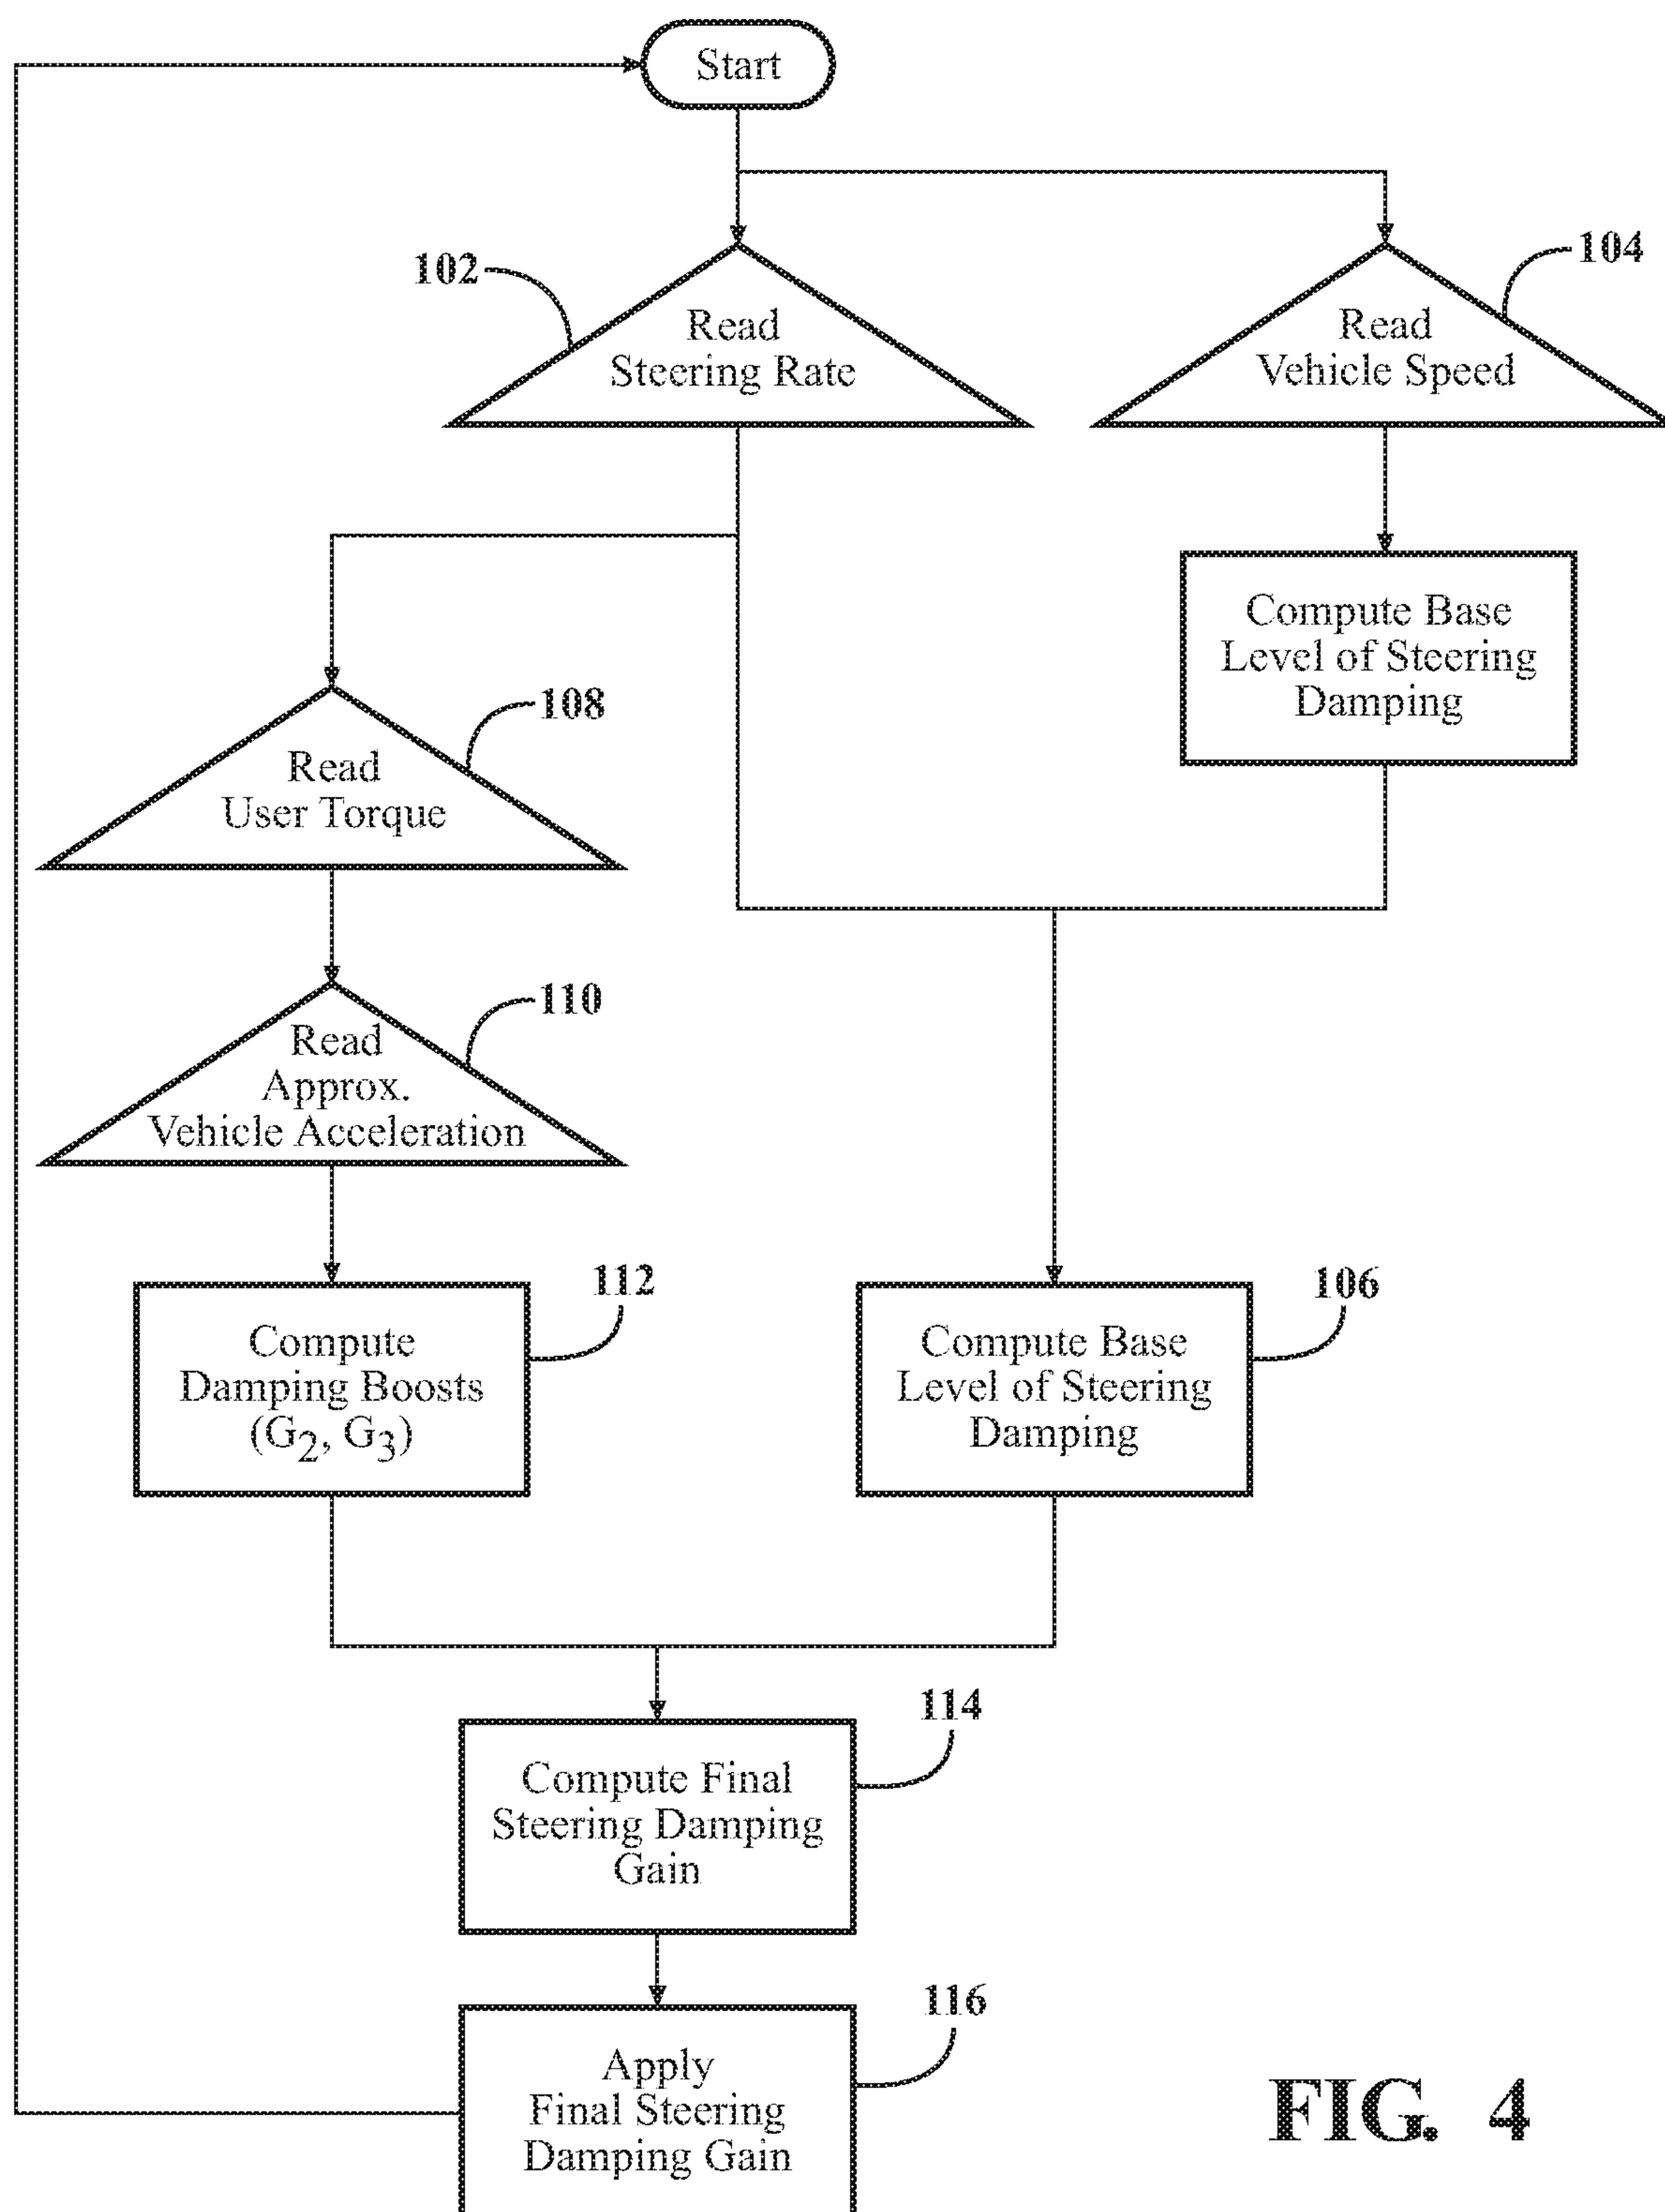 Start
102
Read
Steering Rate
104
Read
Vehicle Speed
Compute Base
Level of Steering
Damping
108
Read
User Torque
110
Read
Approx.
Vehicle Acceleration
112
Compute
Damping Boosts
(G2, G3)
106
Compute Base
Level of Steering
Damping
114
Compute Final
Steering Damping
Gain
116
Apply
Final Steering
Damping Gain
FIG. 4